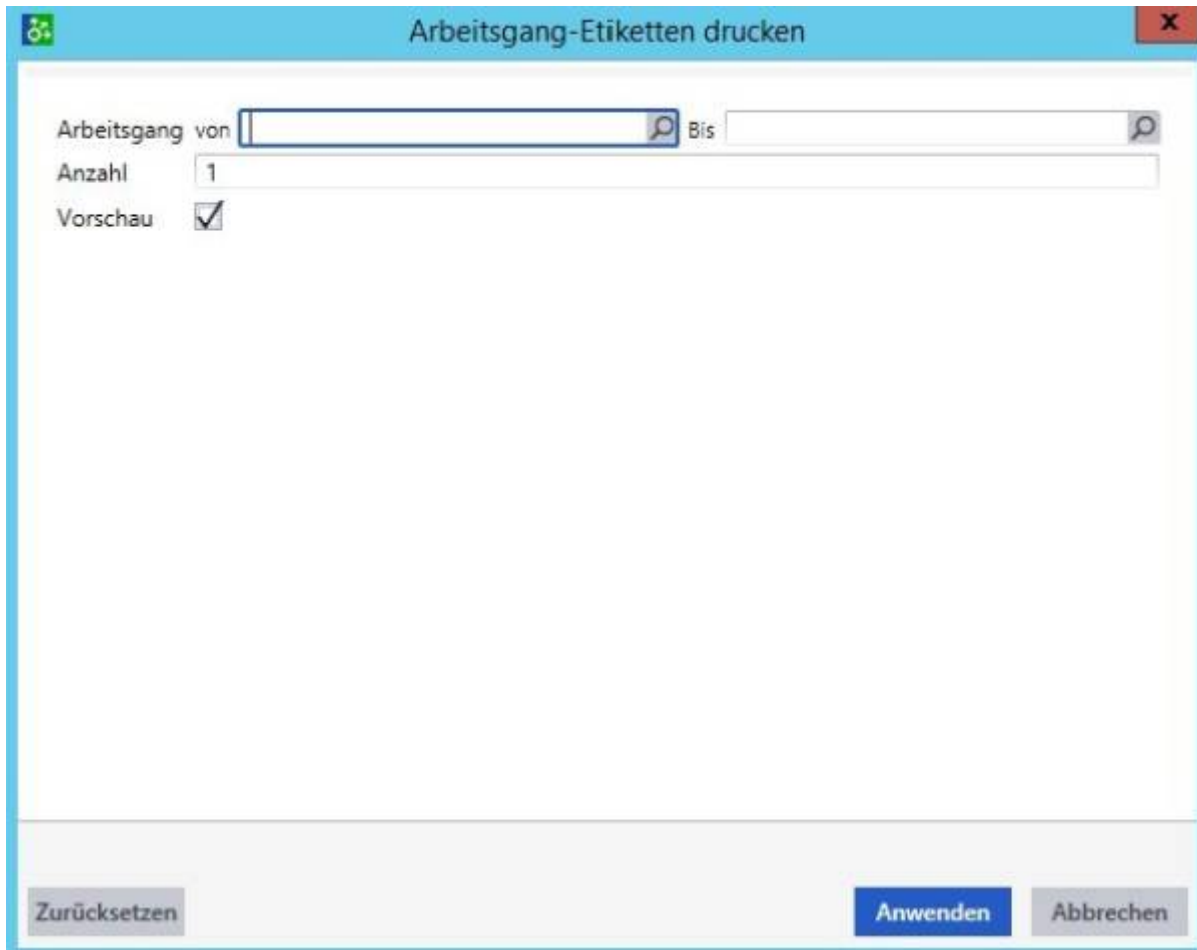 Arbeitsgang-Etiketten drucken
x
Arbeitsgang von Bis
Anzahl 1
Vorschau
Zurücksetzen Anwenden Abbrechen